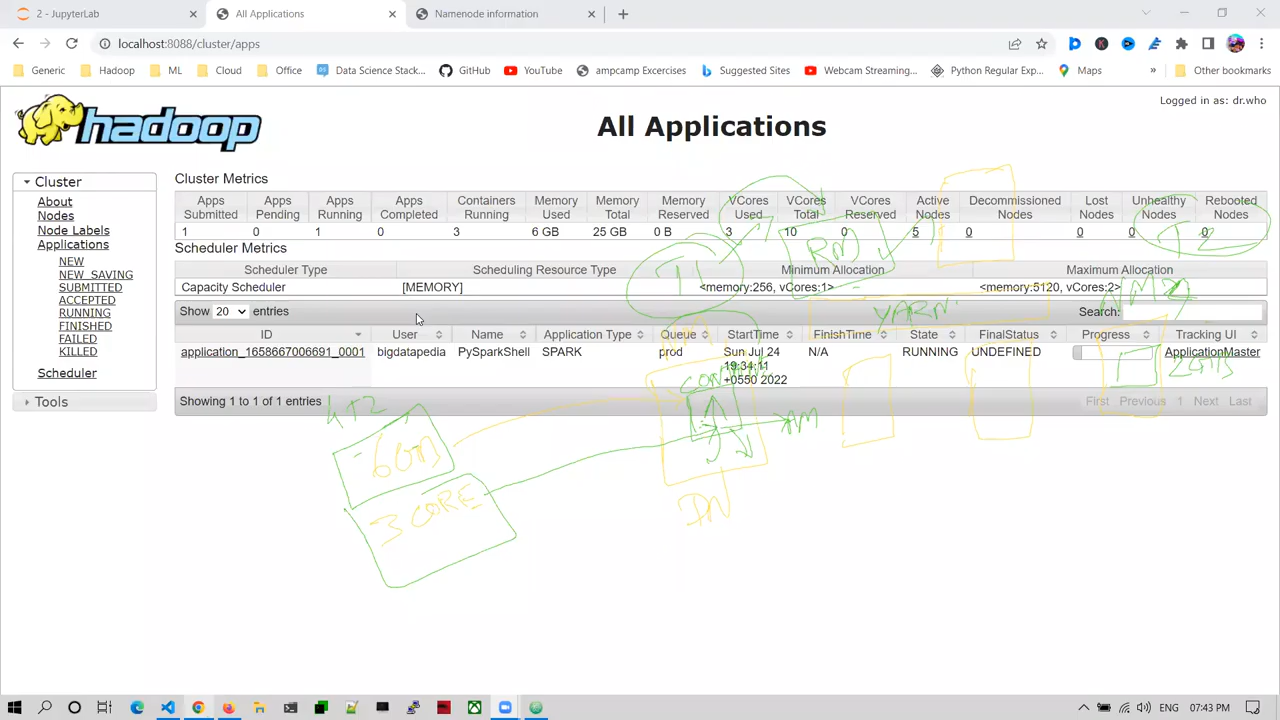 2 - JupyterLab
All Applications
Namenode information
localhost:8088/cluster/apps
Generic Hadoop ML Cloud Office Data Science Stack... GitHub YouTube ampcamp Excercises Suggested Sites Webcam Streaming... Python Regular Exp... Maps » Other bookmarks
Logged in as: dr.who
hadoop
All Applications
Cluster
About
Nodes
Node Labels
Applications
NEW
NEW_SAVING
SUBMITTED
ACCEPTED
RUNNING
FINISHED
FAILED
KILLED
Scheduler
Tools
Cluster Metrics
Apps Submitted Apps Pending Apps Running Apps Completed Containers Running Memory Used Memory Total Memory Reserved VCores Used VCores Total VCores Reserved Active Nodes Decommissioned Nodes Lost Nodes Unhealthy Nodes Rebooted Nodes
1 0 1 0 3 6 GB 25 GB 0 B 3 10 0 5 0 0 0 0
Scheduler Metrics
Scheduler Type Scheduling Resource Type Minimum Allocation Maximum Allocation
Capacity Scheduler [MEMORY] <memory:256, vCores:1> <memory:5120, vCores:2>
Show 20 entries Search:
ID User Name Application Type Queue StartTime FinishTime State FinalStatus Progress Tracking UI
application_1658667006691_0001 bigdatapedia PySparkShell SPARK prod Sun Jul 24 19:34:11 +0550 2022 N/A RUNNING UNDEFINED ApplicationMaster
Showing 1 to 1 of 1 entries First Previous 1 Next Last
T1
RM
T2
YARN
AM
3 CORE
ENG 07:43 PM